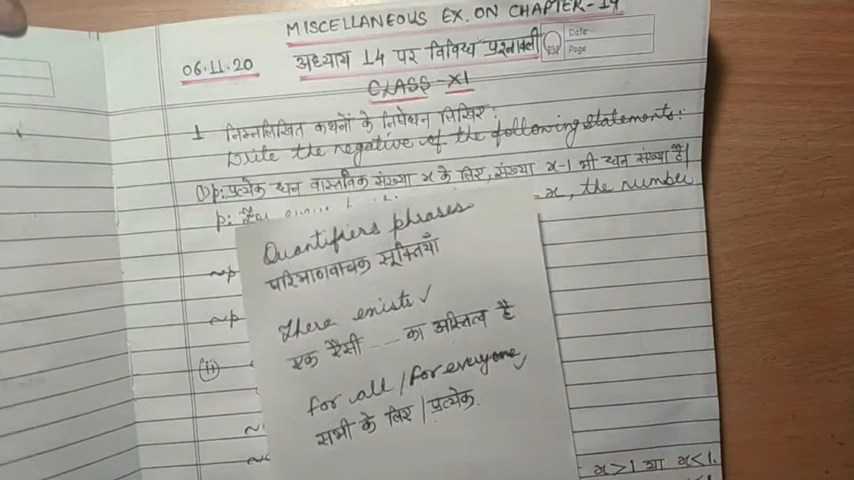 MISCELLANEOUS EX. ON CHAPTER-14
06.11.20 अध्याय 14 पर विविध प्रश्नावली
Date
Page
CLASS-XI
1 निम्नलिखित कथनों के निषेधन लिखिए:
Write the negative of the following statements:
(i) p: प्रत्येक धन वास्तविक संख्या x के लिए, संख्या x-1 भी धन संख्या है।
p: x, the number
Quantifiers phrases
परिमाणवाचक सूक्तियाँ
~p
There exists ✓
~p
एक ऐसी --- का अस्तित्व है
(ii)
for all / for everyone ✓
सभी के लिए / प्रत्येक
~
~
x>1 या x<1.